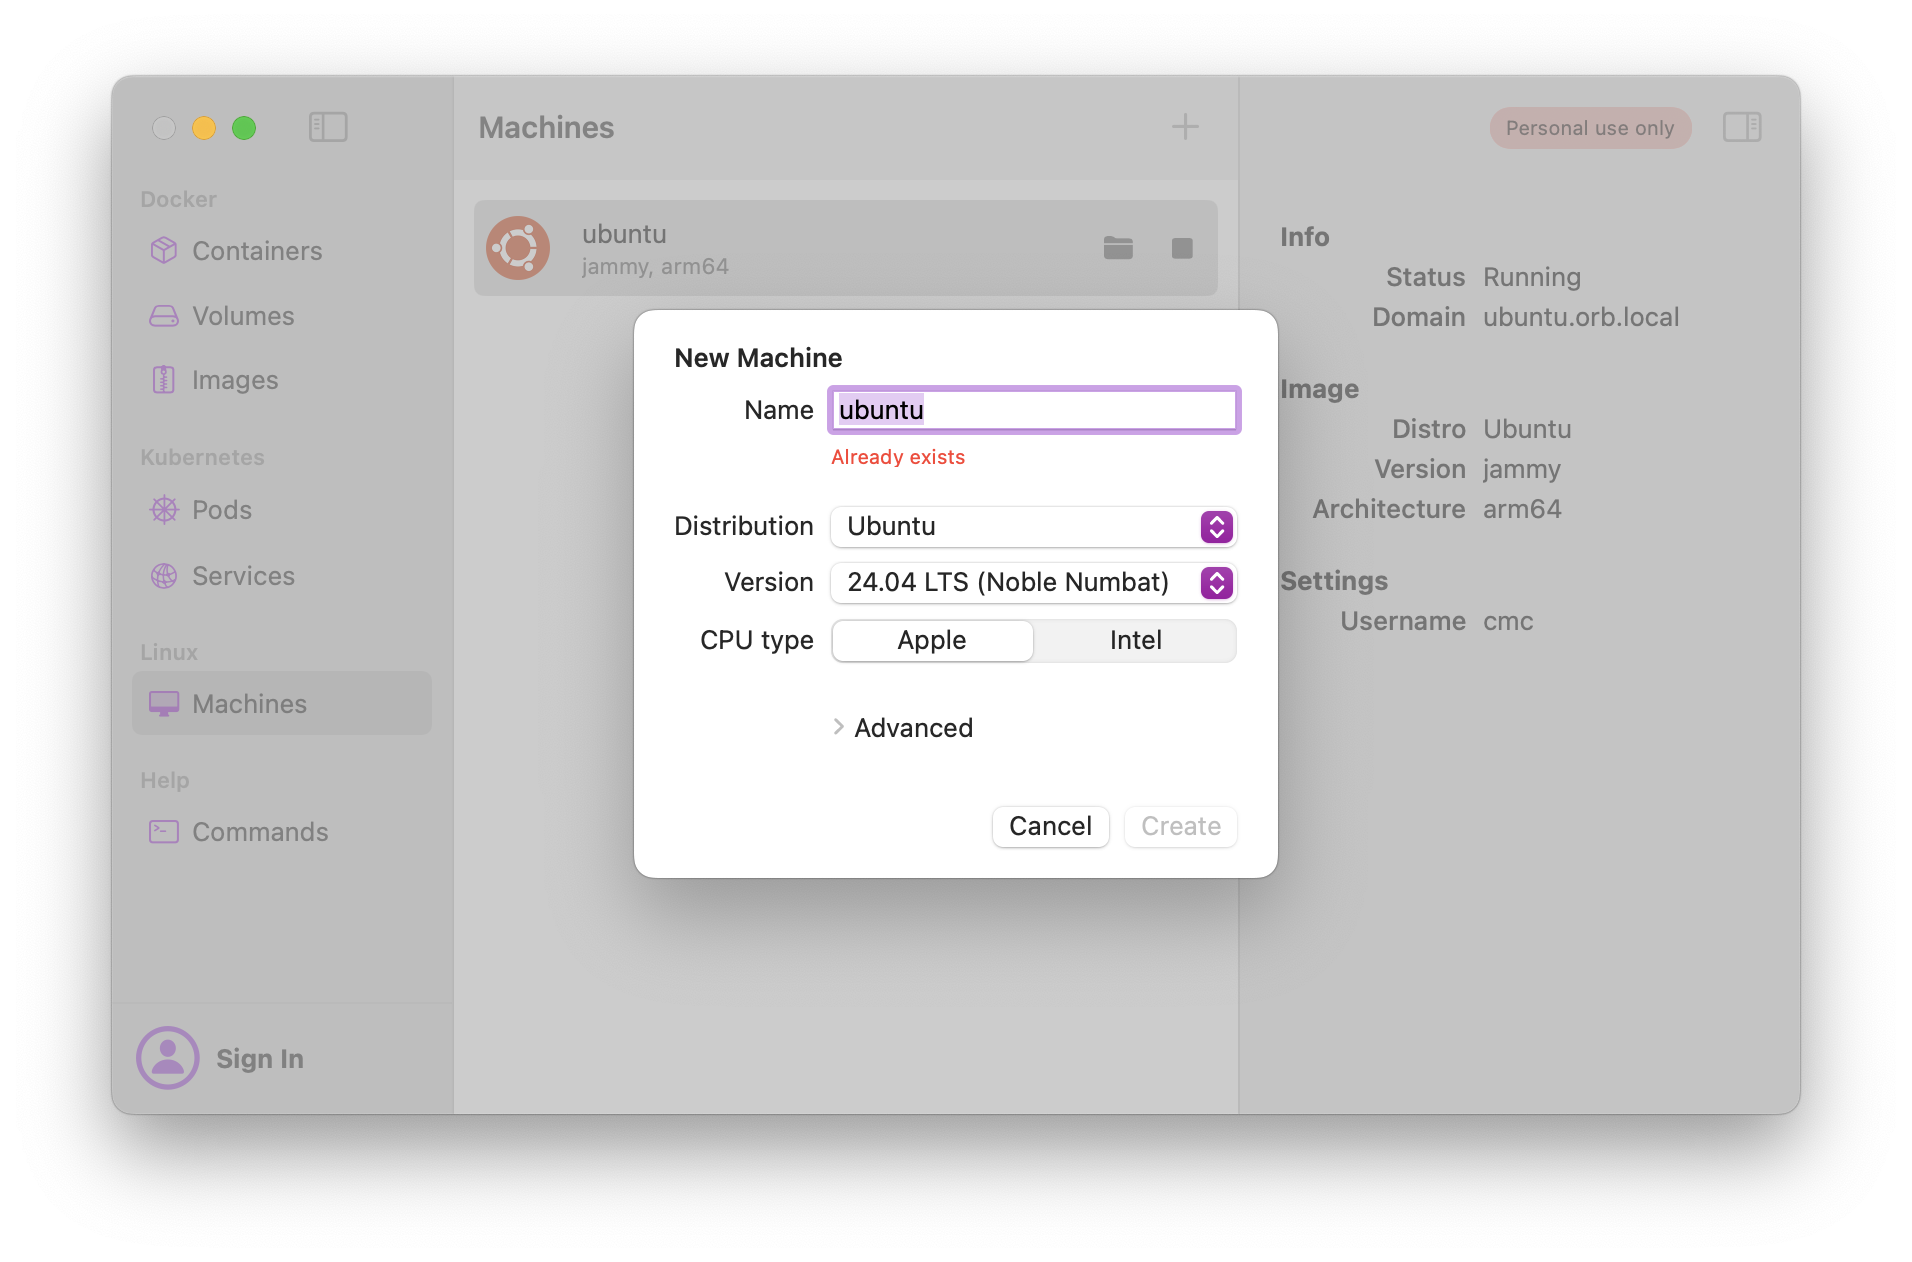 Docker
Containers
Volumes
Images
Kubernetes
Pods
Services
Linux
Machines
Help
Commands
Sign In
Machines
ubuntu
jammy, arm64
New Machine
Name ubuntu
Already exists
Distribution Ubuntu
Version 24.04 LTS (Noble Numbat)
CPU type Apple Intel
Advanced
Cancel Create
Personal use only
Info
Status Running
Domain ubuntu.orb.local
Image
Distro Ubuntu
Version jammy
Architecture arm64
Settings
Username cmc